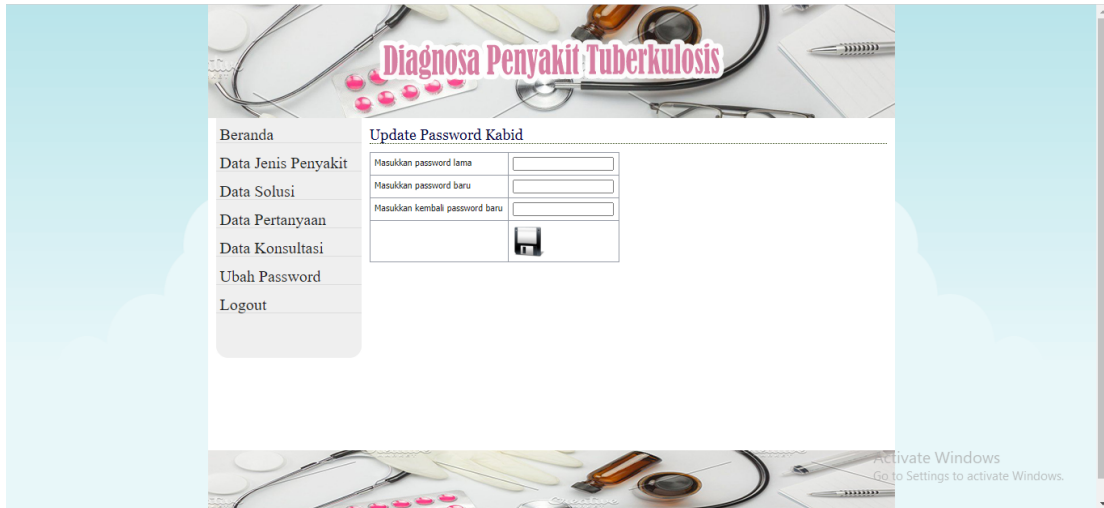 Diagnosa Penyakit Tuberkulosis
Beranda
Data Jenis Penyakit
Data Solusi
Data Pertanyaan
Data Konsultasi
Ubah Password
Logout
Update Password Kabid
Masukkan password lama
Masukkan password baru
Masukkan kembali password baru
Activate Windows
Go to Settings to activate Windows.